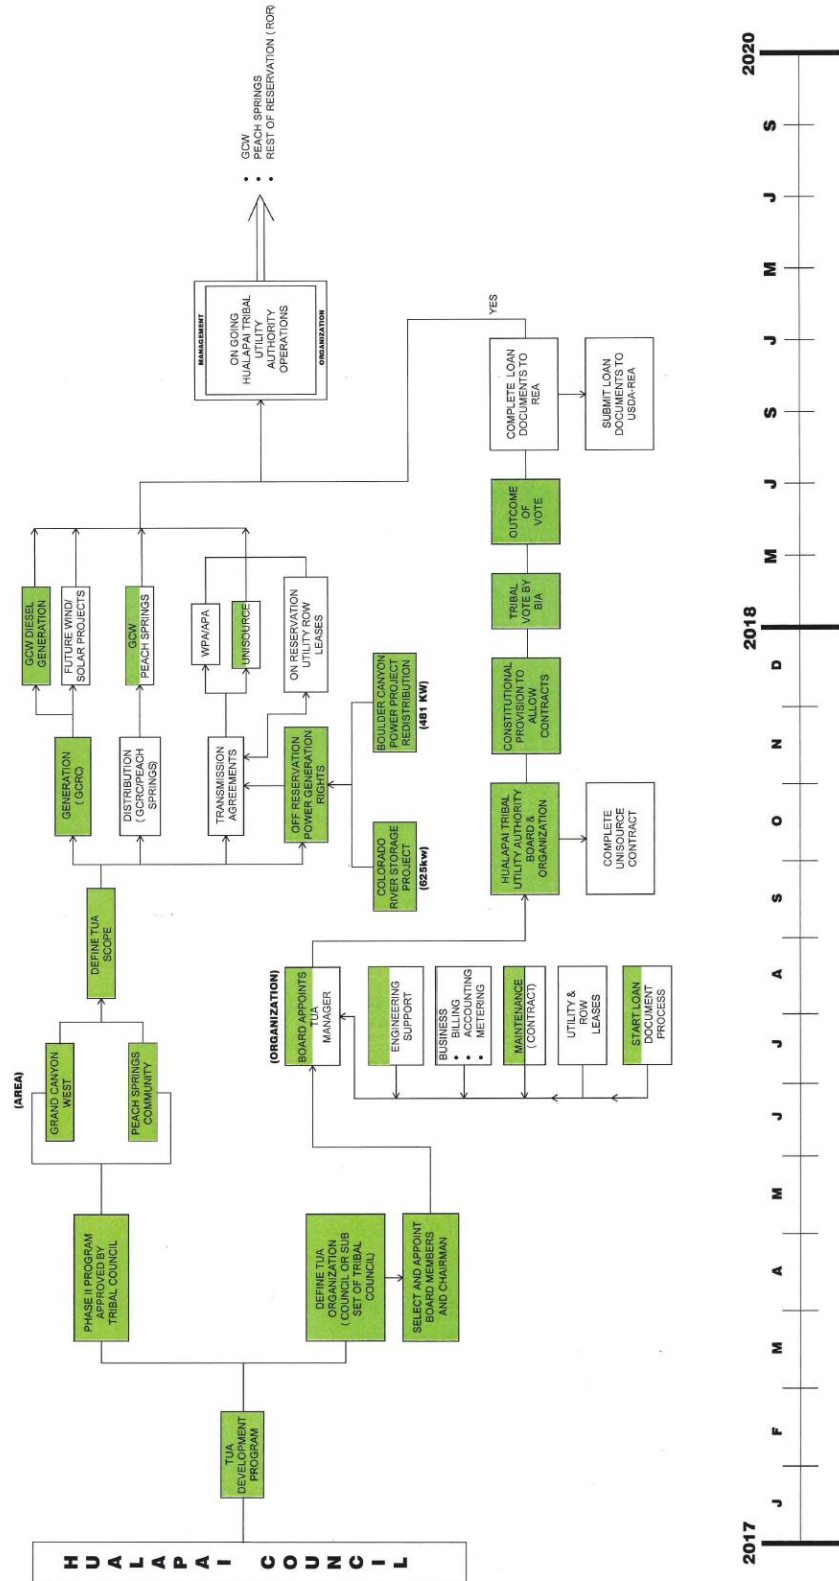 HUALAPAI COUNCIL
TUA
DEVELOPMENT
PROGRAM
PHASE II PROGRAM
APPROVED BY
TRIBAL COUNCIL
DEFINE TUA
ORGANIZATION
(COUNCIL OR SUB
SET OF TRIBAL
COUNCIL)
SELECT AND APPOINT
BOARD MEMBERS
AND CHAIRMAN
(AREA)
GRAND CANYON
WEST
PEACH SPRINGS
COMMUNITY
DEFINE TUA
SCOPE
(ORGANIZATION)
BOARD APPOINTS
TUA
MANAGER
ENGINEERING
SUPPORT
BUSINESS
• BILLING
• ACCOUNTING
• METERING
MAINTENANCE
(CONTRACT)
UTILITY &
ROW
LEASES
START LOAN
DOCUMENT
PROCESS
GENERATION
(GCRC)
DISTRIBUTION
(GCRC/PEACH
SPRINGS)
TRANSMISSION
AGREEMENTS
OFF RESERVATION
POWER GENERATION
RIGHTS
COLORADO
RIVER STORAGE
PROJECT
(625kw)
BOULDER CANYON
POWER PROJECT
REDISTRIBUTION
(481 KW)
GCW DIESEL
GENERATION
FUTURE WIND/
SOLAR PROJECTS
GCW
PEACH SPRINGS
WPA/APA
UNISOURCE
ON RESERVATION
UTILITY ROW
LEASES
HUALAPAI TRIBAL
UTILITY AUTHORITY
BOARD &
ORGANIZATION
COMPLETE
UNISOURCE
CONTRACT
CONSTITUTIONAL
PROVISION TO
ALLOW
CONTRACTS
TRIBAL
VOTE BY
BIA
OUTCOME
OF
VOTE
COMPLETE LOAN
DOCUMENTS TO
REA
SUBMIT LOAN
DOCUMENTS TO
USDA-REA
YES
MANAGEMENT
ON GOING
HUALAPAI TRIBAL
UTILITY
AUTHORITY
OPERATIONS
ORGANIZATION
• GCW
• PEACH SPRINGS
• REST OF RESERVATION (ROR)
2017 J F M A M J J A S O N D 2018 M J S J M J S 2020